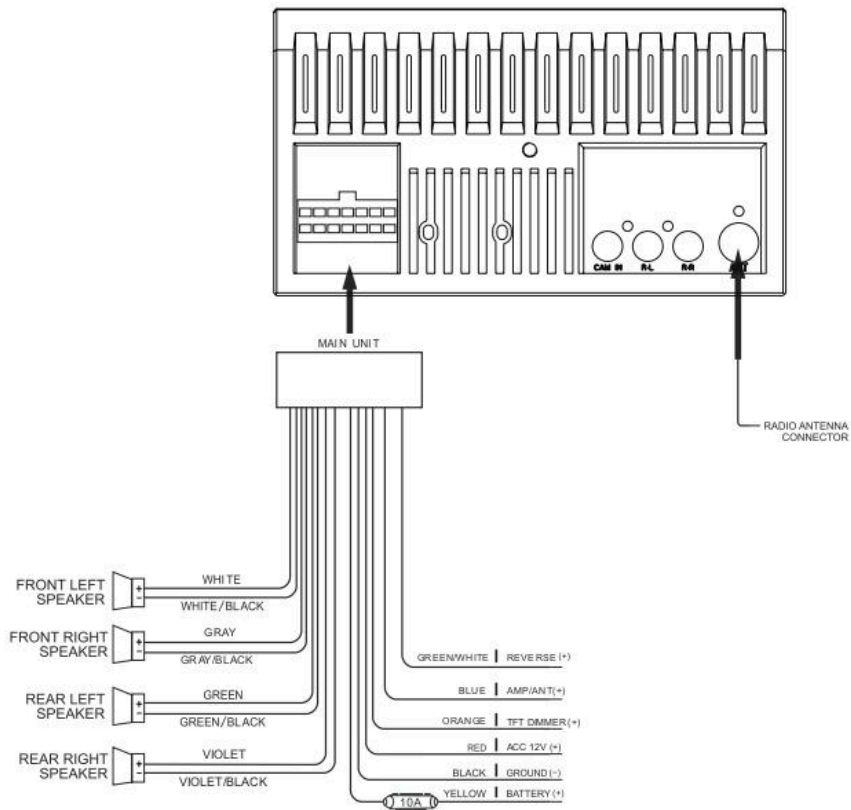 CAM IN
R-L
R-R
ANT
MAIN UNIT
RADIO ANTENNA
CONNECTOR
FRONT LEFT
SPEAKER
+
−
WHITE
WHITE/BLACK
FRONT RIGHT
SPEAKER
+
−
GRAY
GRAY/BLACK
REAR LEFT
SPEAKER
+
−
GREEN
GREEN/BLACK
REAR RIGHT
SPEAKER
+
−
VIOLET
VIOLET/BLACK
GREEN/WHITE | REVERSE (+)
BLUE | AMP/ANT(+)
ORANGE | TFT DIMMER (+)
RED | ACC 12V (+)
BLACK | GROUND (−)
10A YELLOW | BATTERY (+)